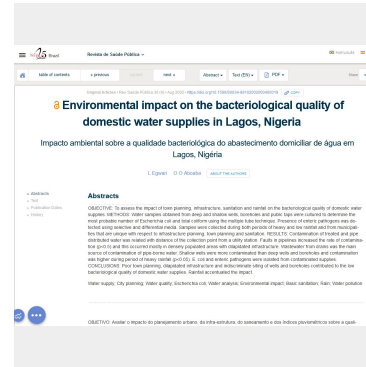 SciELO 25 Brazil
Revista de Saúde Pública
table of contents « previous current next » Abstract Text (EN) PDF
Original Articles • Rev Saúde Pública
Environmental impact on the bacteriological quality of
domestic water supplies in Lagos, Nigeria
Impacto ambiental sobre a qualidade bacteriológica do abastecimento domiciliar de água em
Lagos, Nigéria
ABOUT THE AUTHORS
Abstracts
Text
Publication Dates
History
Abstracts
OBJECTIVE: To assess the impact of town planning, infrastructure, sanitation and rainfall on the bacteriological quality of domestic water
supplies. METHODS: Water samples obtained from deep and shallow wells, boreholes and public taps were cultured to determine the
most probable number of Escherichia coli and total coliform using the multiple tube technique. Presence of enteric pathogens was de-
tected using selective and differential media. Samples were collected during both periods of heavy and low rainfall and from municipali-
ties that are unique with respect to infrastructure planning, town planning and sanitation. RESULTS: Contamination of treated and pipe
distributed water was related with distance of the collection point from a utility station. Faults in pipelines increased the rate of contamina-
tion (p<0.5) and this occurred mostly in densely populated areas with dilapidated infrastructure. Wastewater from drains was the main
source of contamination of pipe-borne water. Shallow wells were more contaminated than deep wells and boreholes and contamination
was higher during period of heavy rainfall (p<0.05). E. coli and enteric pathogens were isolated from contaminated supplies.
CONCLUSIONS: Poor town planning, dilapidated infrastructure and indiscriminate siting of wells and boreholes contributed to the low
bacteriological quality of domestic water supplies. Rainfall accentuated the impact.
Water supply; City planning; Water quality; Escherichia coli; Water analysis; Environmental impact; Basic sanitation; Rain; Water pollution
OBJETIVO: Avaliar o impacto do planejamento urbano, da infra-estrutura, do saneamento e dos índices pluviométricos sobre a quali-